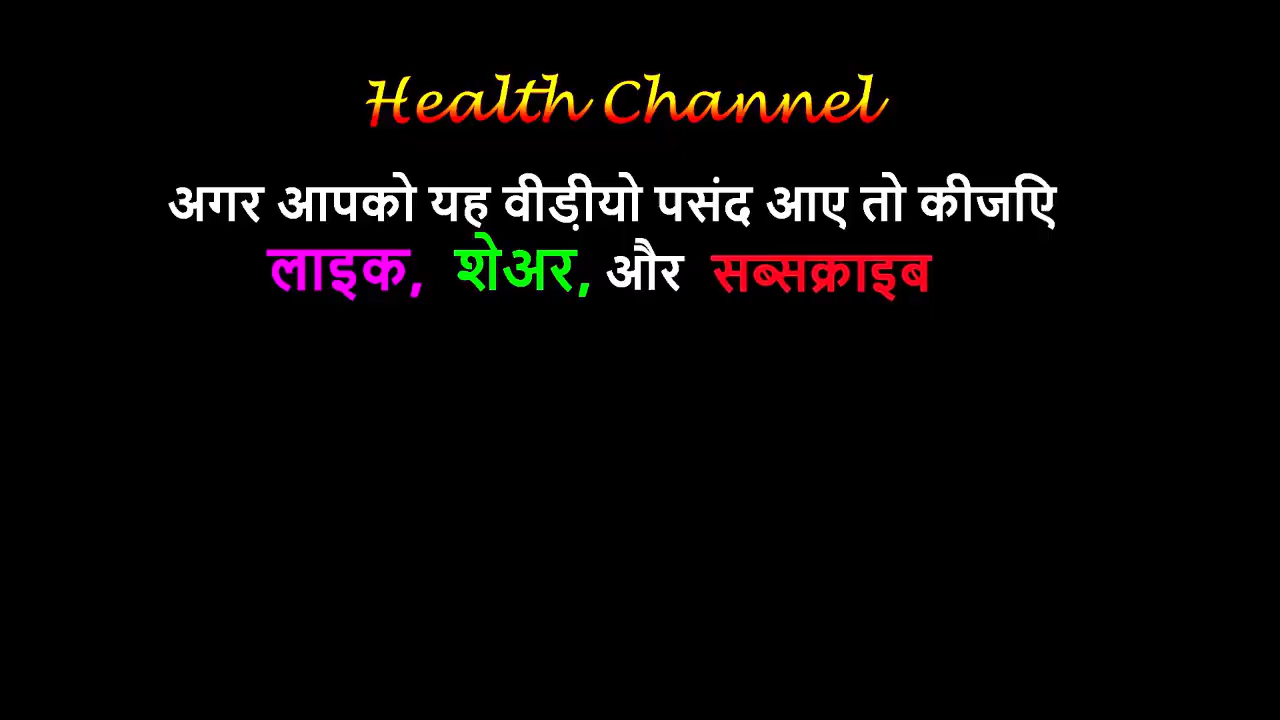 Health Channel
अगर आपको यह वीड़ीयो पसंद आए तो कीजिए
लाइक, शेअर, और सब्सक्राइब